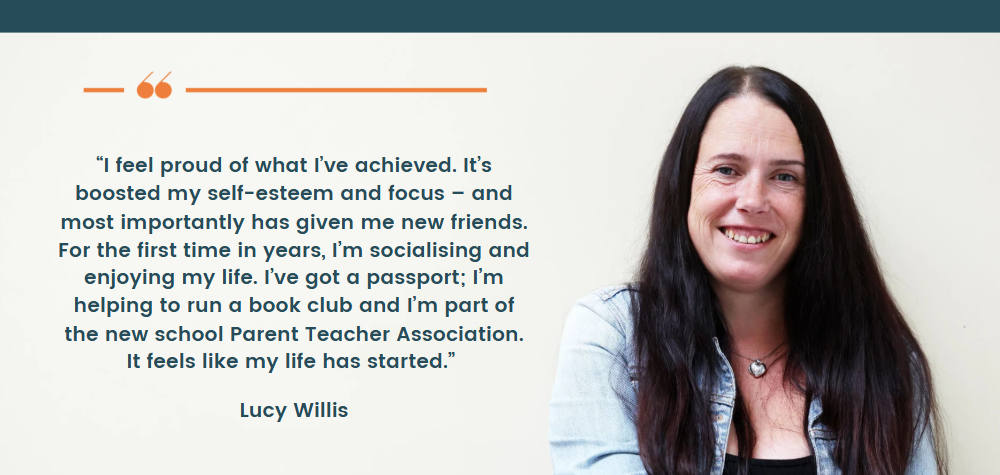 “I feel proud of what I’ve achieved. It’s
boosted my self-esteem and focus – and
most importantly has given me new friends.
For the first time in years, I’m socialising and
enjoying my life. I’ve got a passport; I’m
helping to run a book club and I’m part of
the new school Parent Teacher Association.
It feels like my life has started.”
Lucy Willis